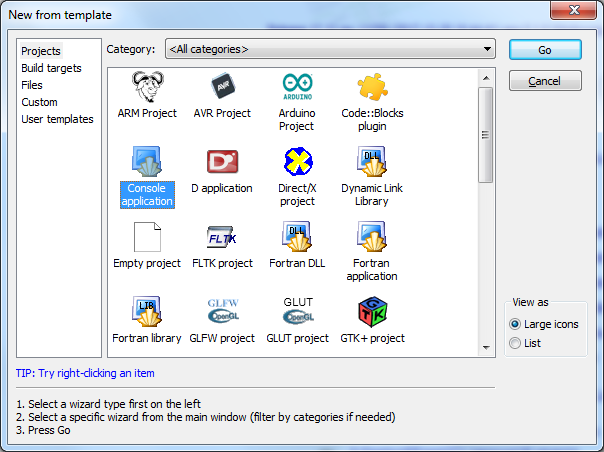 New from template
Projects
Build targets
Files
Custom
User templates
Category:
<All categories>
Go
Cancel
AVR
ARDUINO
ARM Project
AVR Project
Arduino
Project
Code::Blocks
plugin
D
DLL
Console
application
D application
Direct/X
project
Dynamic Link
Library
FLTK
DLL
Empty project
FLTK project
Fortran DLL
Fortran
application
LIB
GLFW
OpenGL
GLUT
OpenGL
GTK
Fortran library
GLFW project
GLUT project
GTK+ project
View as
Large icons
List
TIP: Try right-clicking an item
1. Select a wizard type first on the left
2. Select a specific wizard from the main window (filter by categories if needed)
3. Press Go